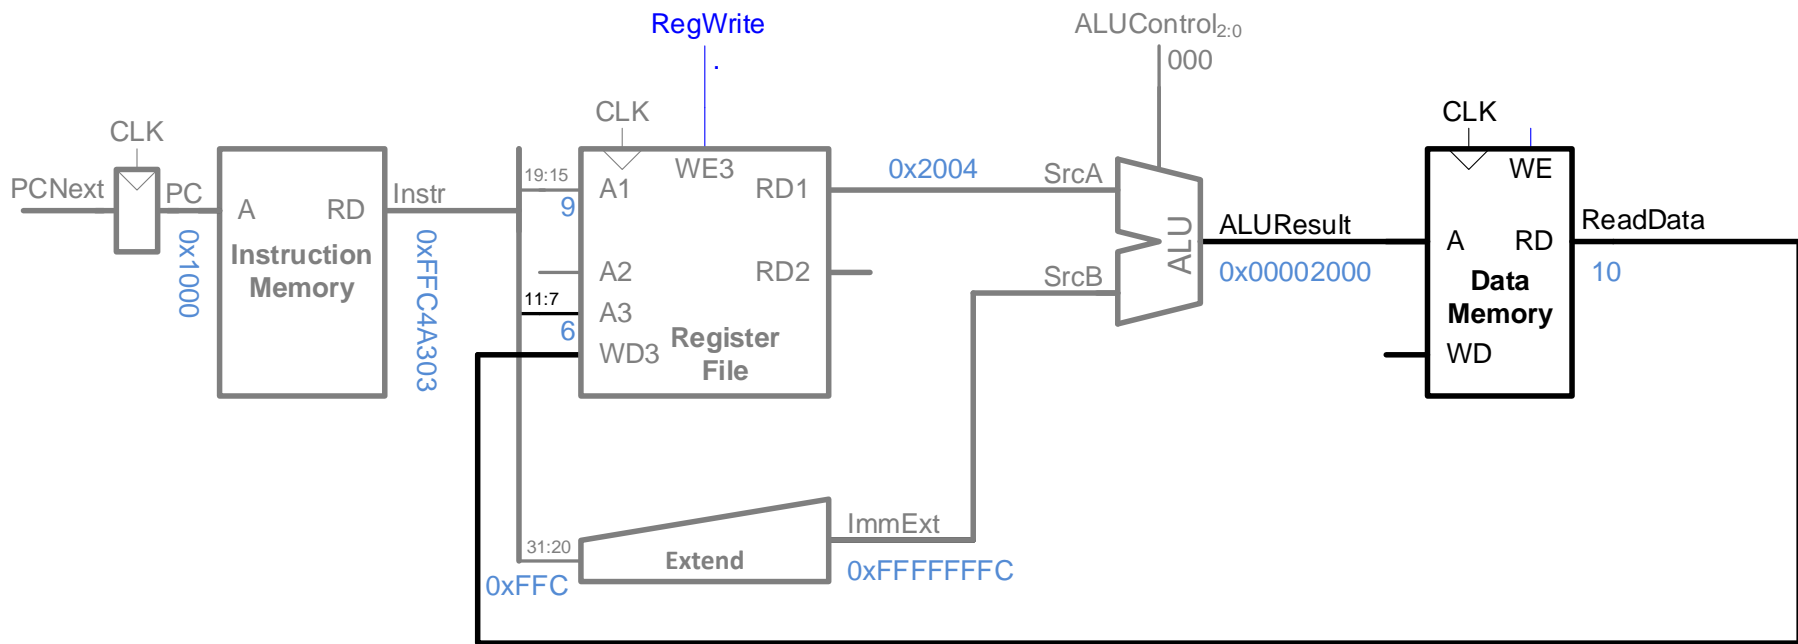 RegWrite
ALUControl2:0
000
.
CLK
CLK
CLK
PCNext
PC
A
RD
Instruction
Memory
0x1000
Instr
0xFFC4A303
19:15
9
A1
WE3
RD1
A2
RD2
11:7
6
A3
WD3
Register
File
0x2004
SrcA
SrcB
ALU
ALUResult
0x00002000
WE
A
RD
Data
Memory
WD
ReadData
10
31:20
0xFFC
Extend
ImmExt
0xFFFFFFFC